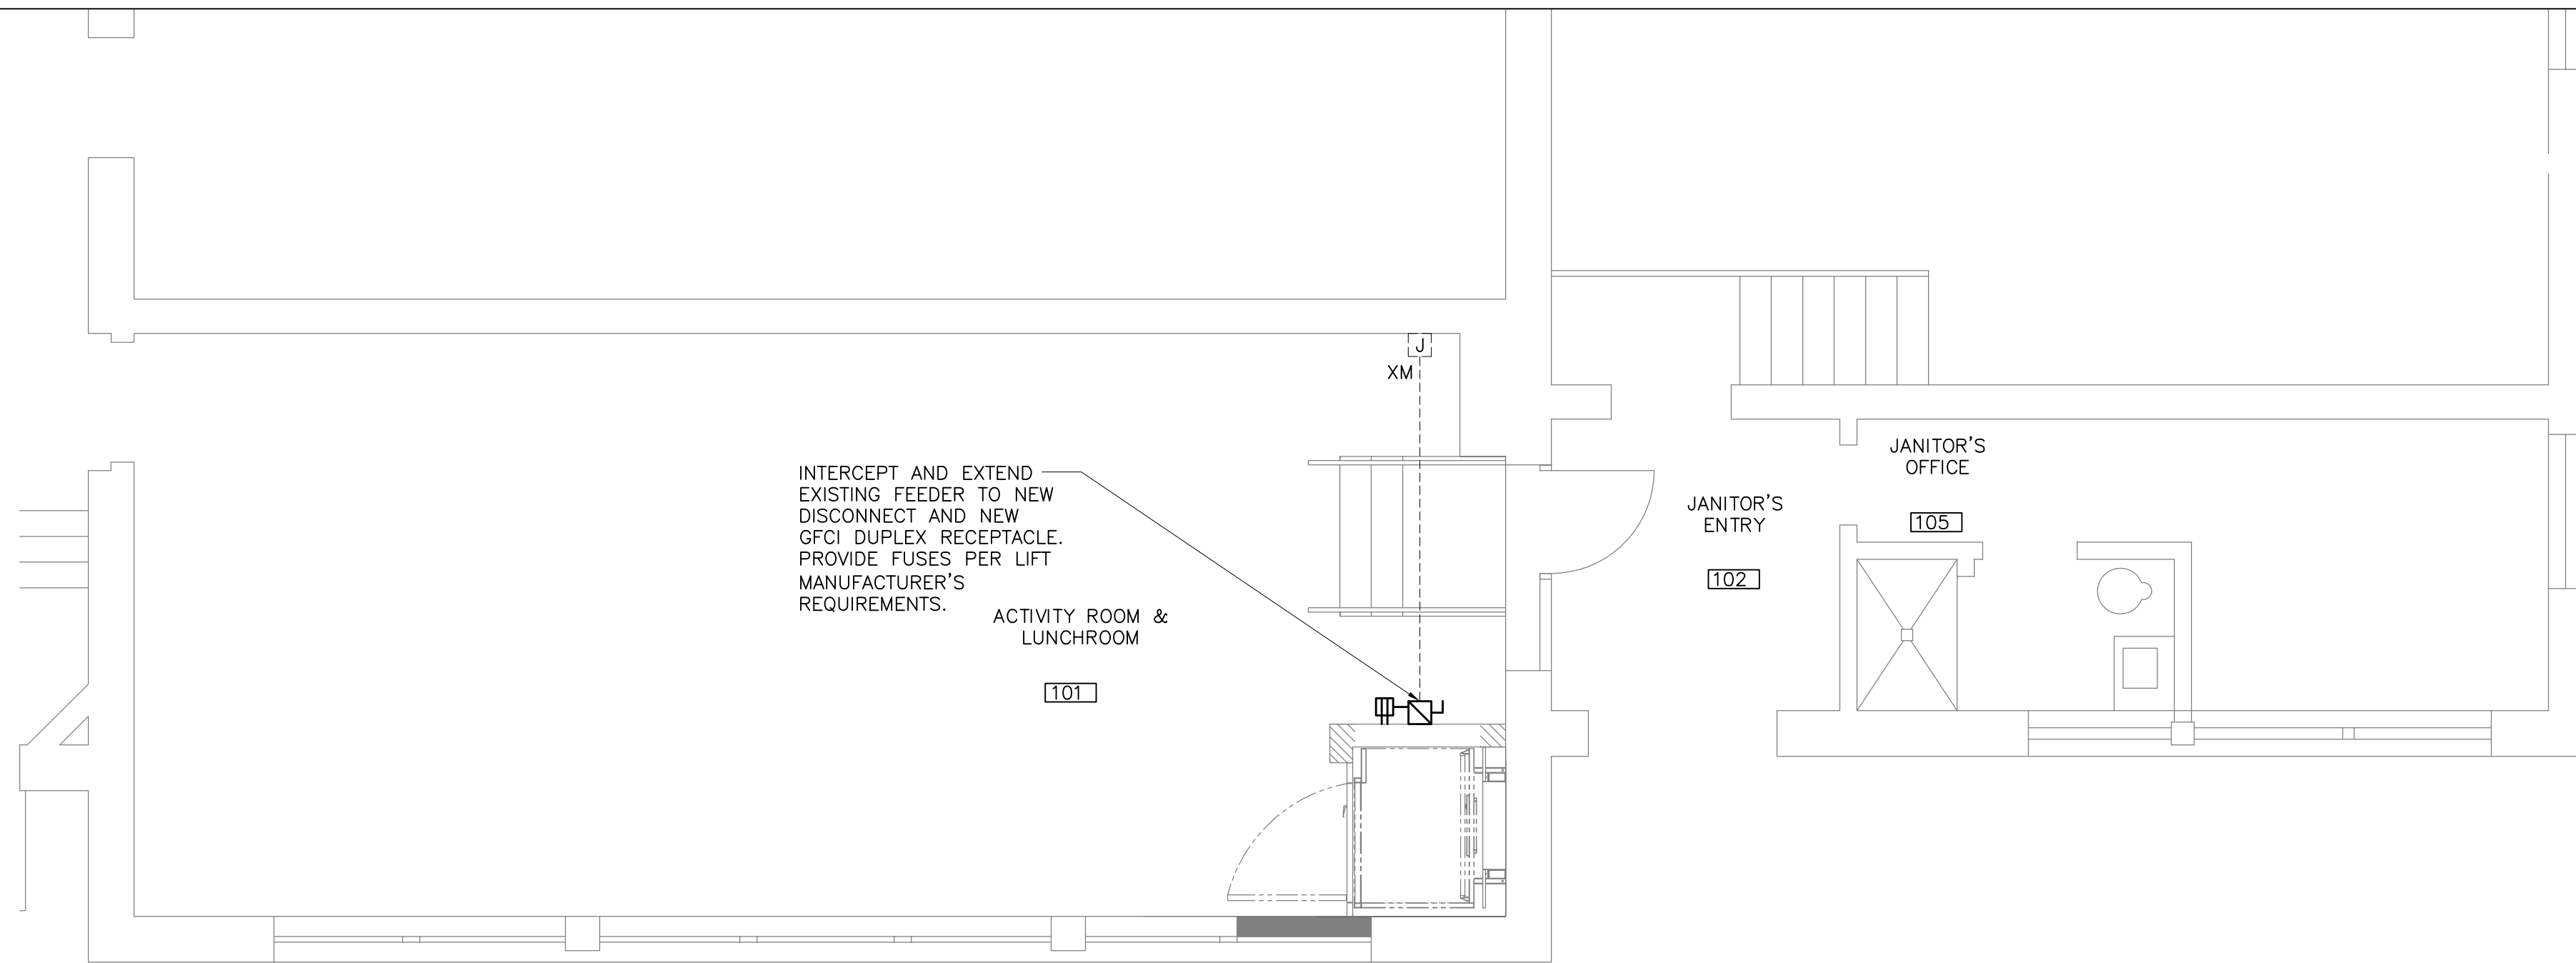 J
XM
INTERCEPT AND EXTEND
EXISTING FEEDER TO NEW
DISCONNECT AND NEW
GFCI DUPLEX RECEPTACLE.
PROVIDE FUSES PER LIFT
MANUFACTURER'S
REQUIREMENTS.
ACTIVITY ROOM &
LUNCHROOM
101
JANITOR'S
ENTRY
102
JANITOR'S
OFFICE
105